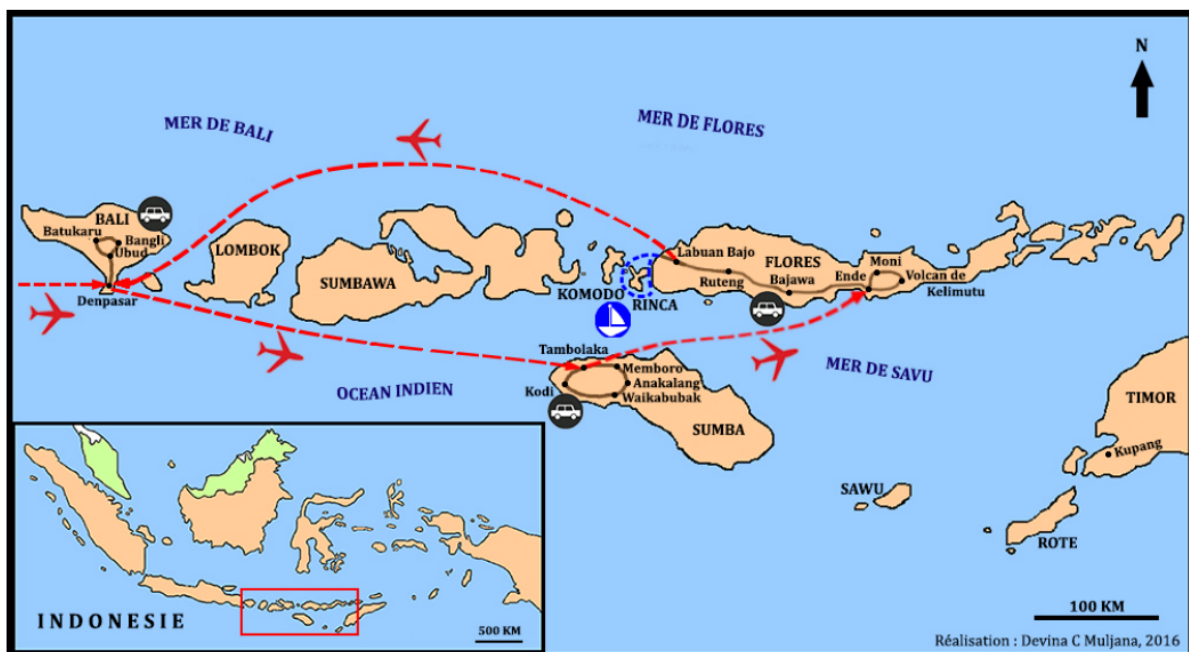 N
MER DE BALI
MER DE FLORES
BALI
Batukaru
Bangli
Ubud
Denpasar
LOMBOK
SUMBAWA
KOMODO
RINCA
Labuan Bajo
FLORES
Ruteng
Bajawa
Ende
Moni
Volcan de
Kelimutu
Tambolaka
Memboro
Anakalang
Kodi
Waikabubak
SUMBA
OCEAN INDIEN
MER DE SAVU
TIMOR
Kupang
SAWU
ROTE
INDONESIE
500 KM
100 KM
Réalisation : Devina C Muljana, 2016